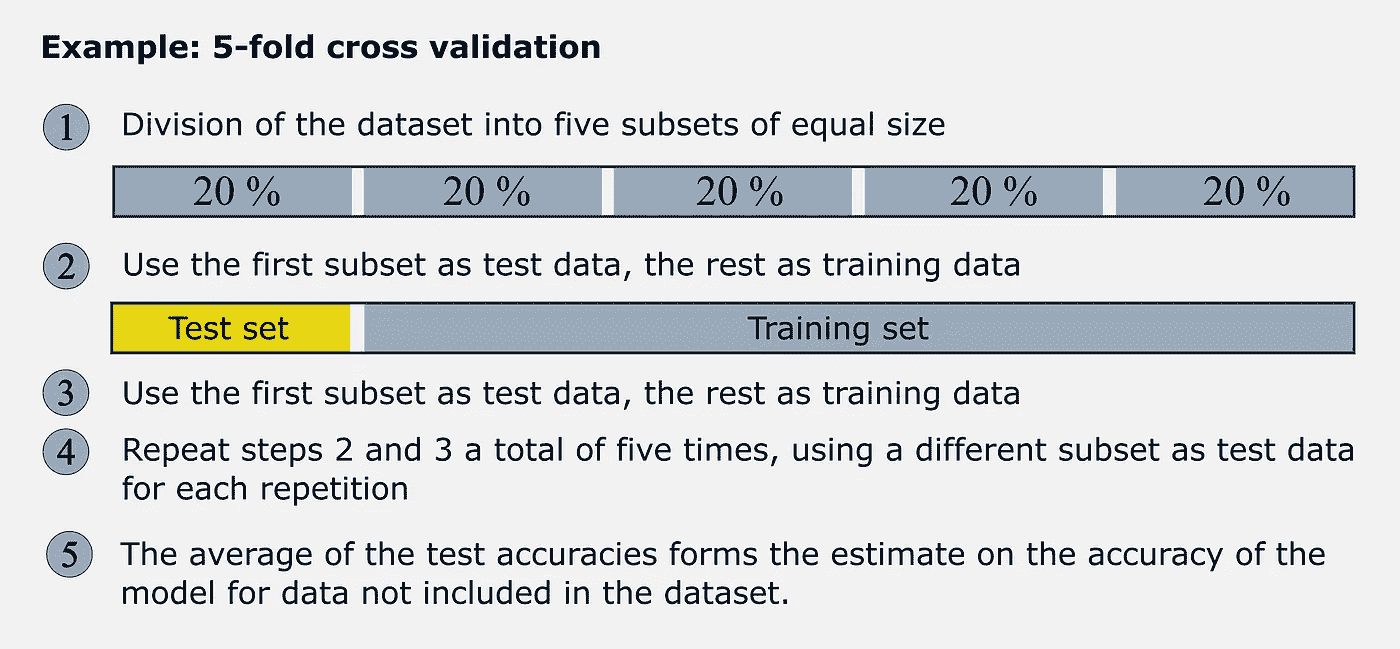 Example: 5-fold cross validation
1 Division of the dataset into five subsets of equal size
20 % 20 % 20 % 20 % 20 %
2 Use the first subset as test data, the rest as training data
Test set Training set
3 Use the first subset as test data, the rest as training data
4 Repeat steps 2 and 3 a total of five times, using a different subset as test data
for each repetition
5 The average of the test accuracies forms the estimate on the accuracy of the
model for data not included in the dataset.